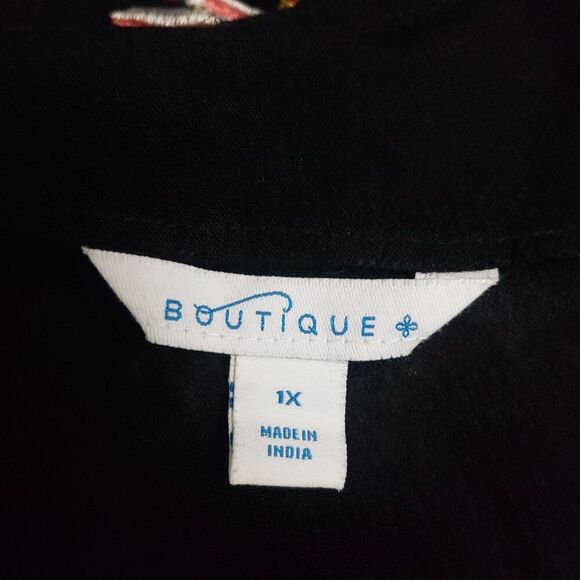 BOUTIQUE +
1X
MADE IN
INDIA